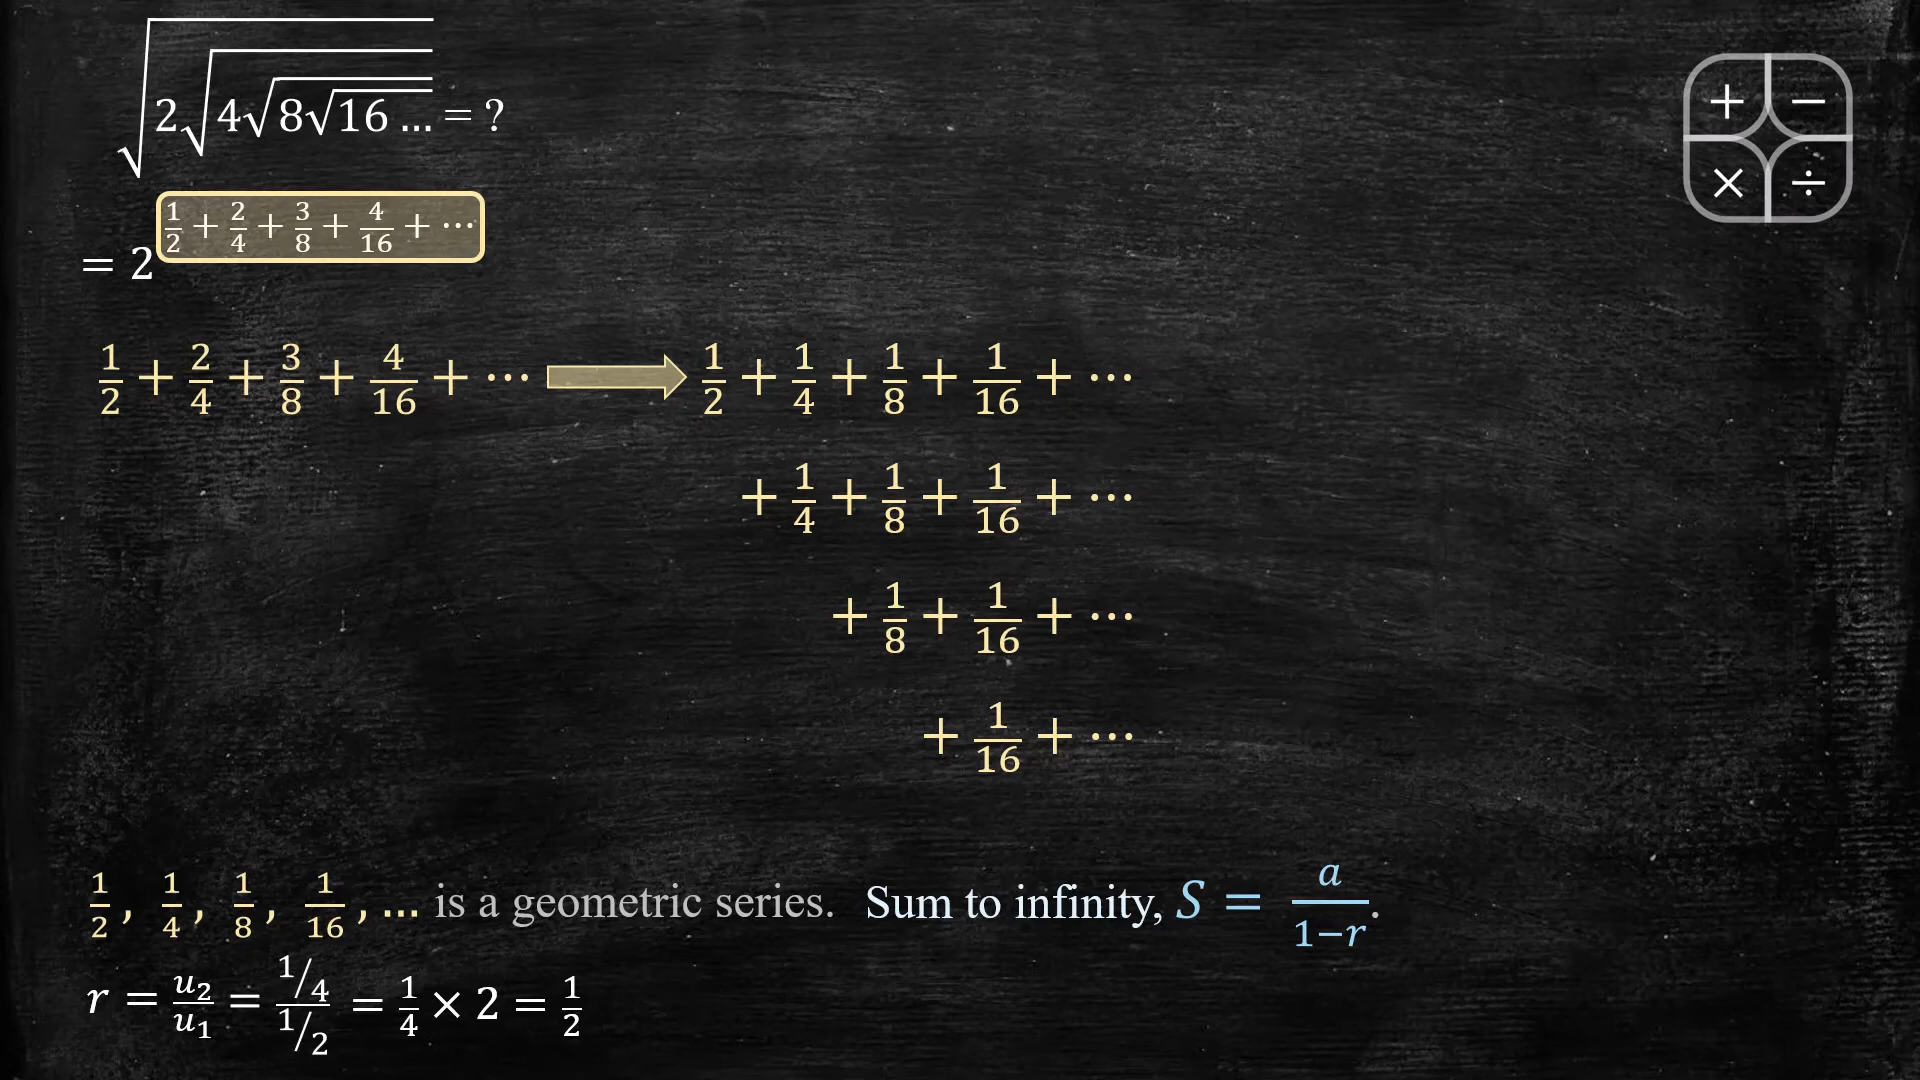 √(2√(4√(8√(16 ...)))) = ?
= 2^(1/2 + 2/4 + 3/8 + 4/16 + ⋯)
1/2 + 2/4 + 3/8 + 4/16 + ⋯ 1/2 + 1/4 + 1/8 + 1/16 + ⋯
+ 1/4 + 1/8 + 1/16 + ⋯
+ 1/8 + 1/16 + ⋯
+ 1/16 + ⋯
1/2, 1/4, 1/8, 1/16, ... is a geometric series. Sum to infinity, S = a/(1−r).
r = u₂/u₁ = (1/4)/(1/2) = 1/4 × 2 = 1/2
+ −
× ÷